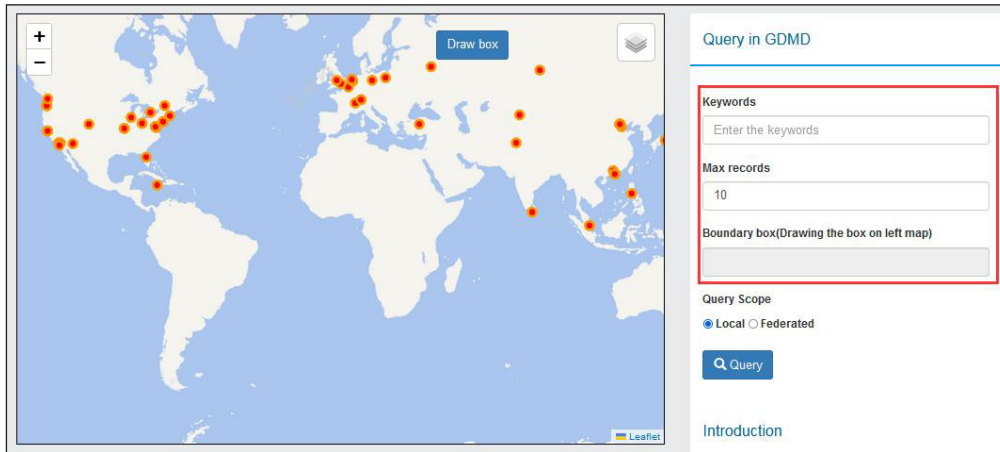 +
−
Draw box
Leaflet
Query in GDMD
Keywords
Enter the keywords
Max records
10
Boundary box(Drawing the box on left map)
Query Scope
Local Federated
Query
Introduction